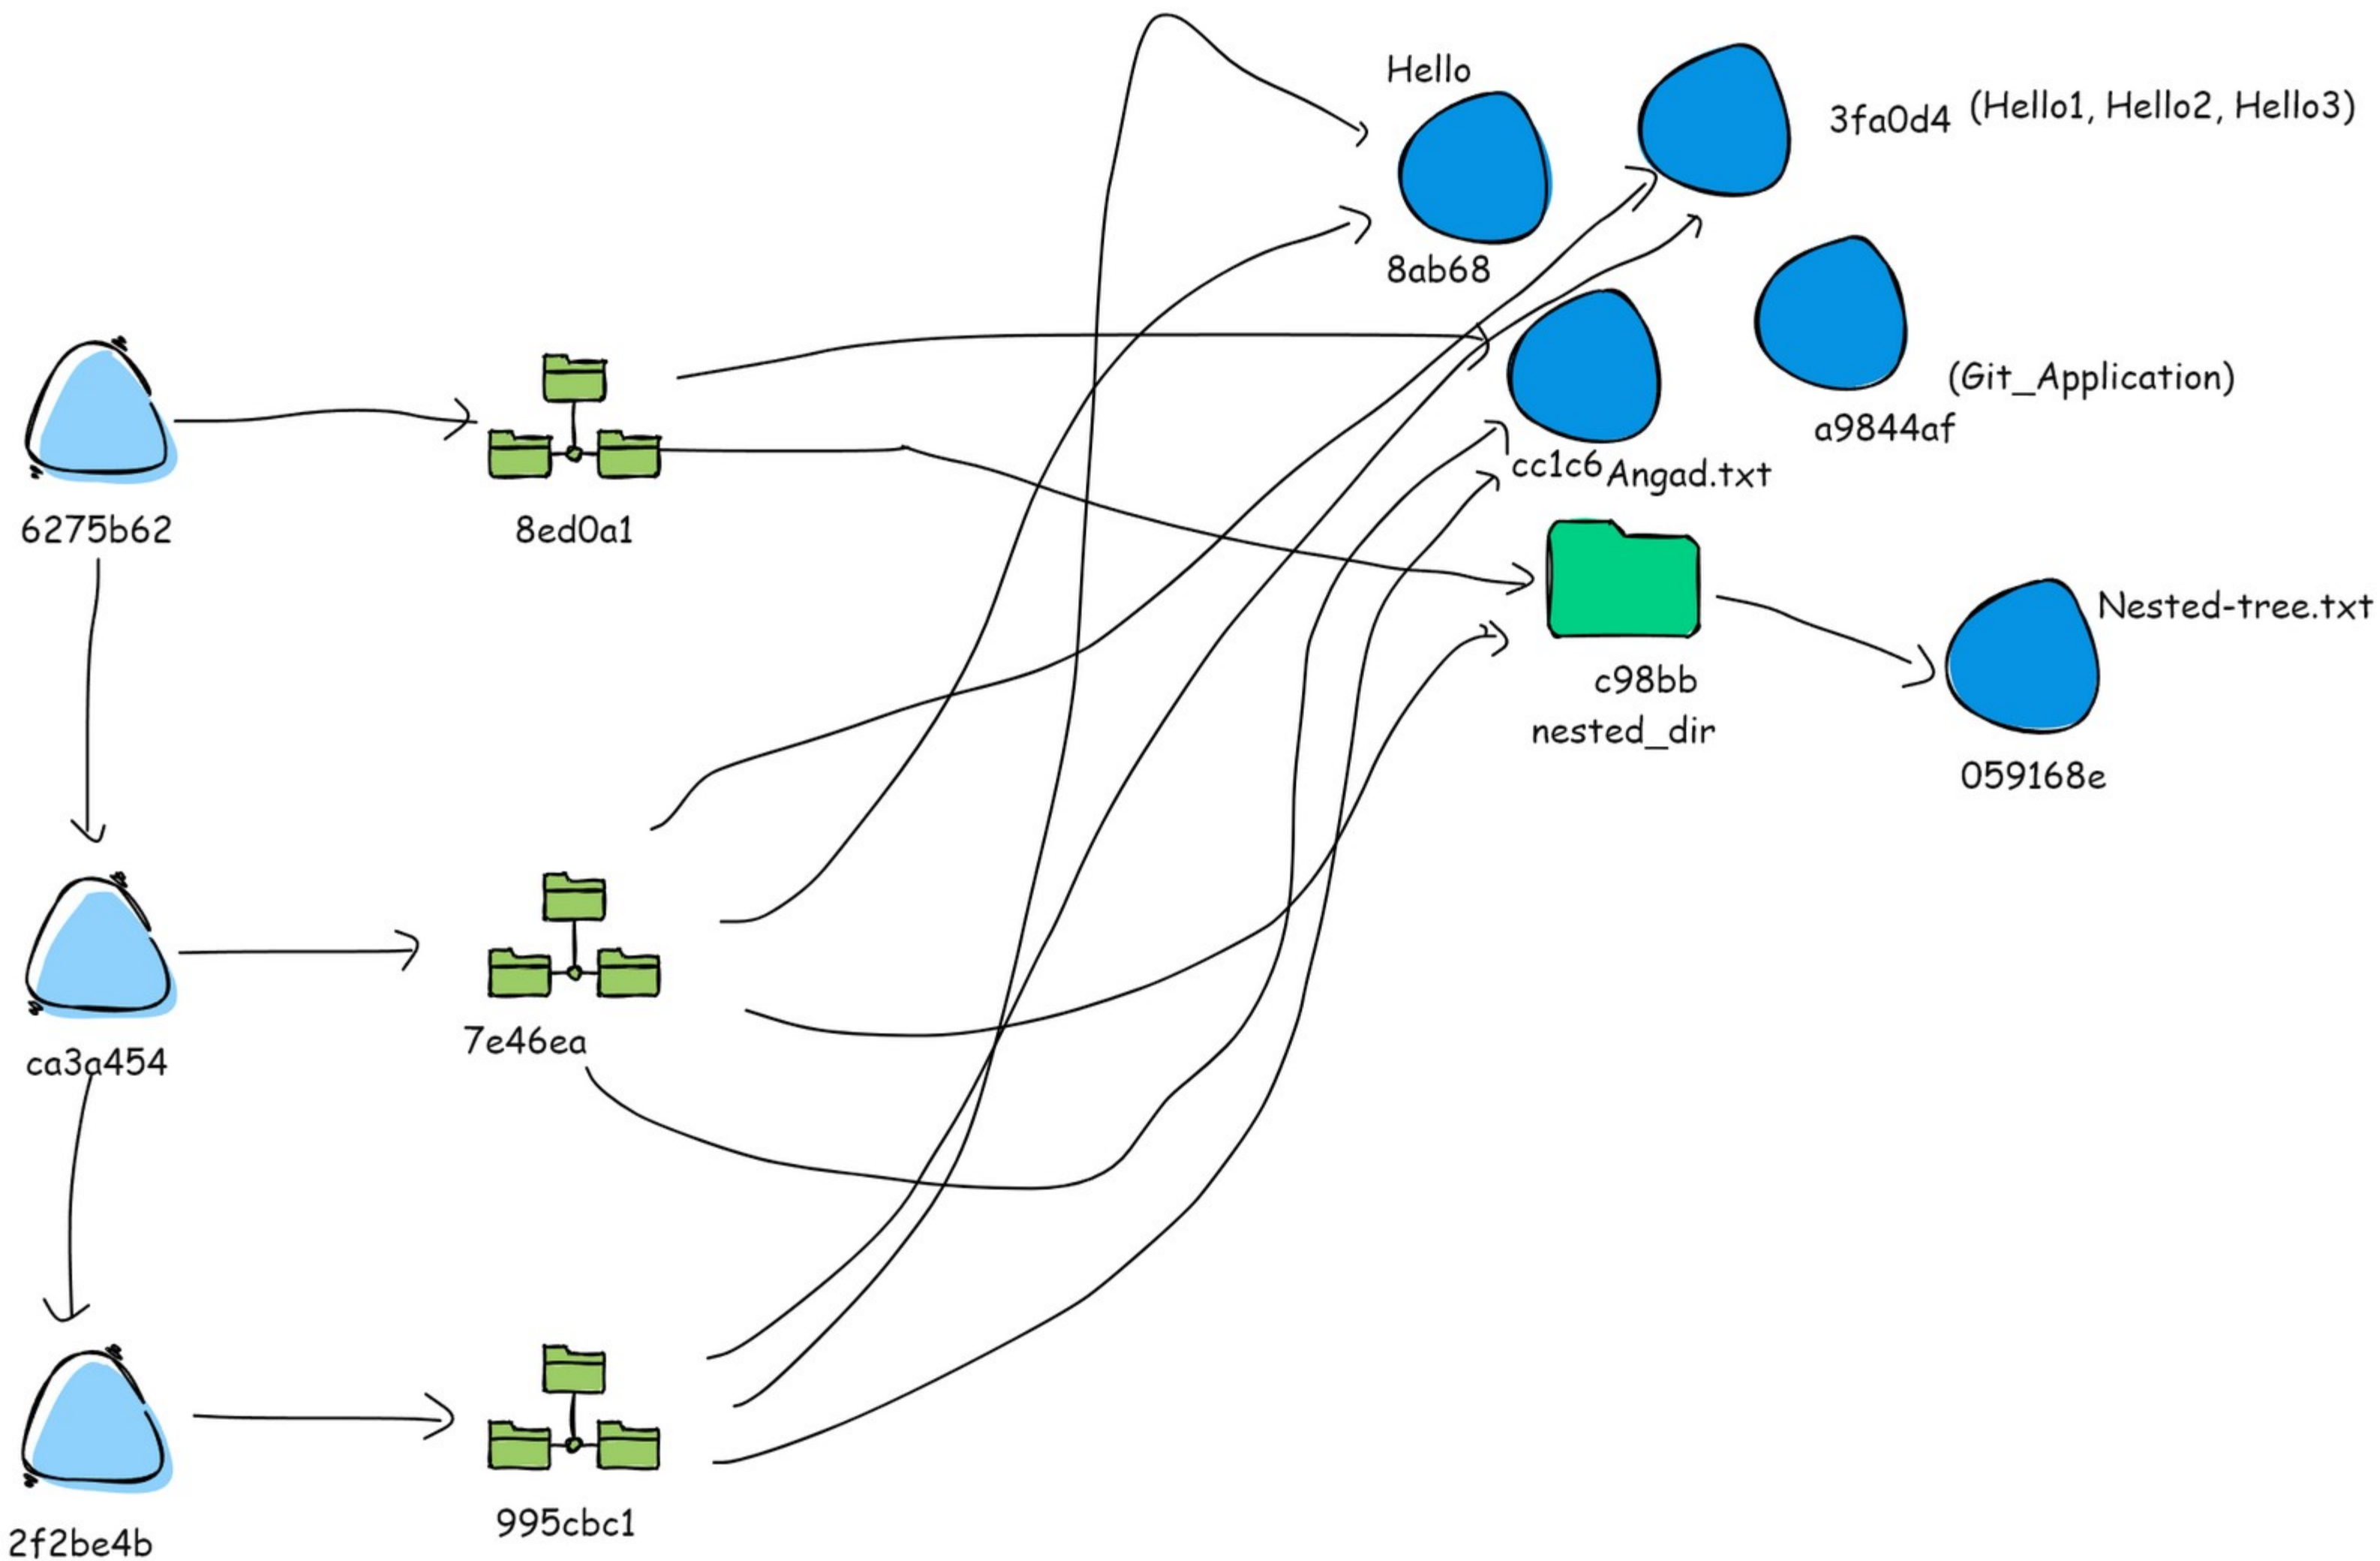 Hello
3fa0d4 (Hello1, Hello2, Hello3)
8ab68
(Git_Application)
a9844af
cc1c6 Angad.txt
6275b62
8ed0a1
Nested-tree.txt
c98bb
nested_dir
059168e
7e46ea
ca3a454
995cbc1
2f2be4b